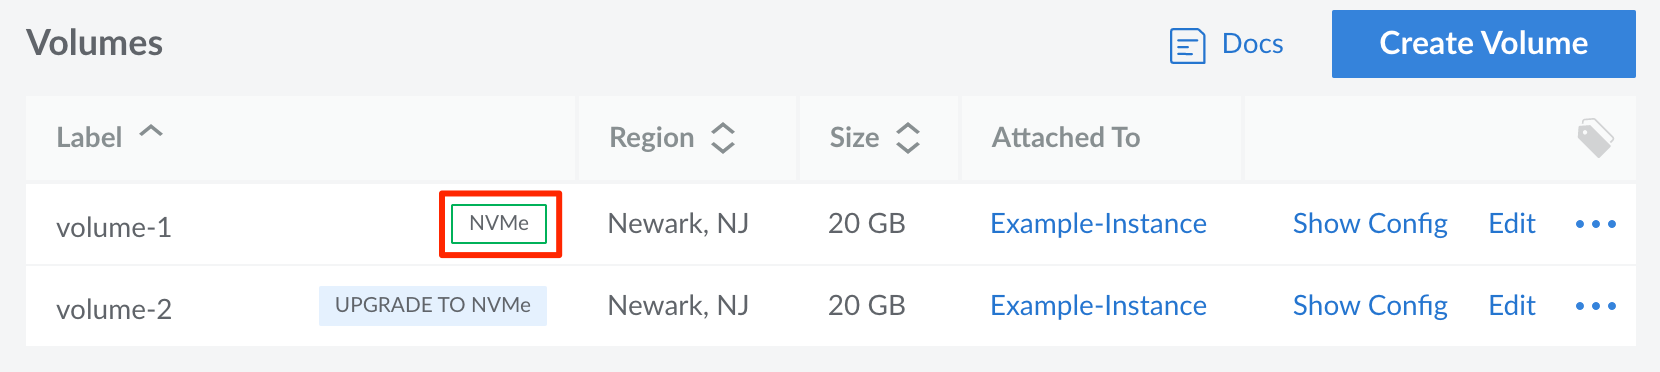 Volumes Docs Create Volume
Label Region Size Attached To
volume-1 NVMe Newark, NJ 20 GB Example-Instance Show Config Edit
volume-2 UPGRADE TO NVMe Newark, NJ 20 GB Example-Instance Show Config Edit